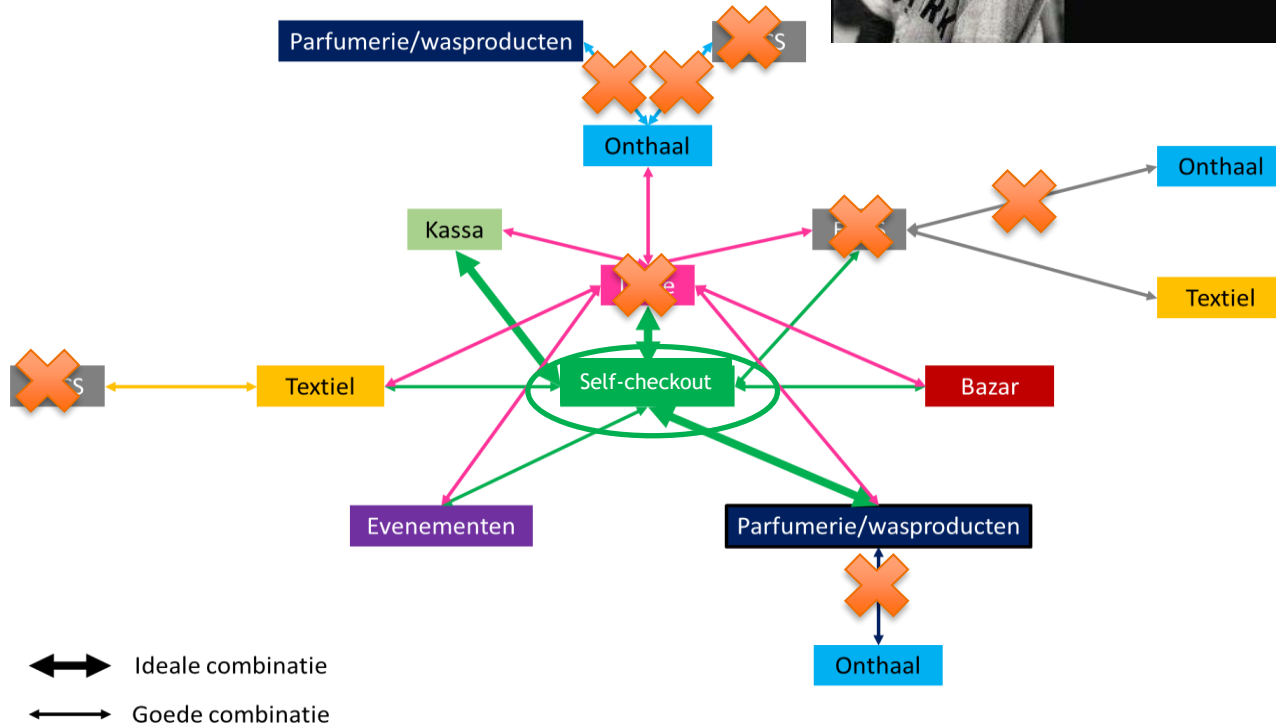 Parfumerie/wasproducten
Onthaal
Onthaal
Kassa
Textiel
Textiel
Self-checkout
Bazar
Evenementen
Parfumerie/wasproducten
Onthaal
Ideale combinatie
Goede combinatie